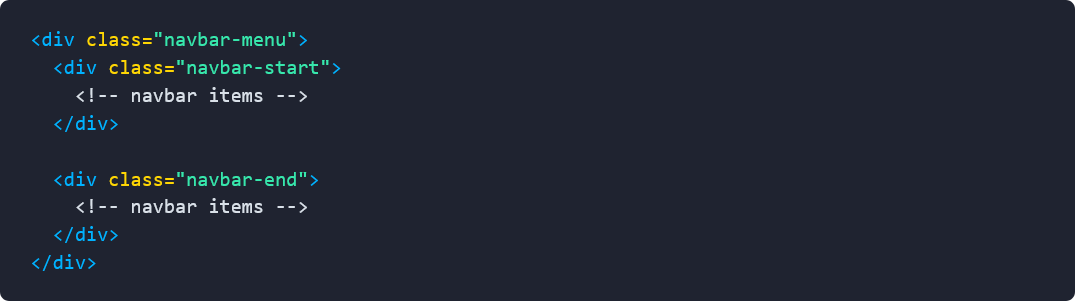 <div class="navbar-menu">
  <div class="navbar-start">
    <!-- navbar items -->
  </div>

  <div class="navbar-end">
    <!-- navbar items -->
  </div>
</div>